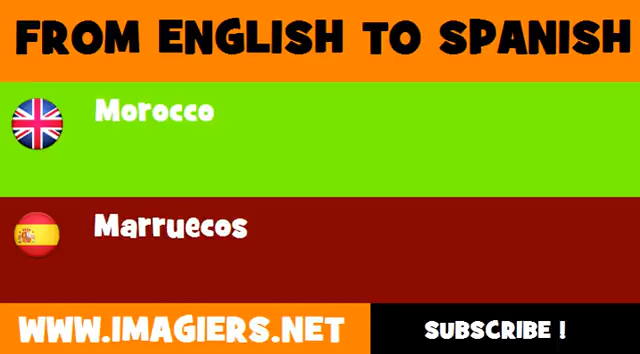 FROM ENGLISH TO SPANISH
Morocco
Marruecos
WWW.IMAGIERS.NET
SUBSCRIBE !